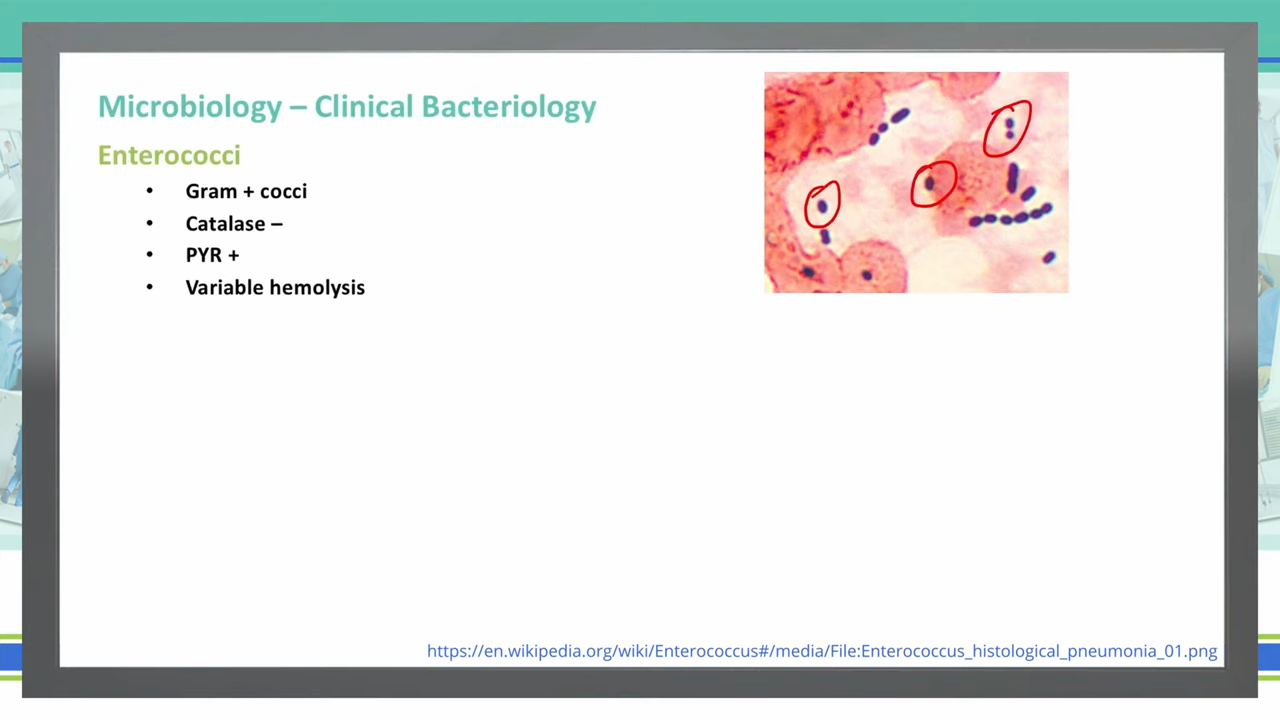 Microbiology – Clinical Bacteriology
Enterococci
• Gram + cocci
• Catalase –
• PYR +
• Variable hemolysis
https://en.wikipedia.org/wiki/Enterococcus#/media/File:Enterococcus_histological_pneumonia_01.png